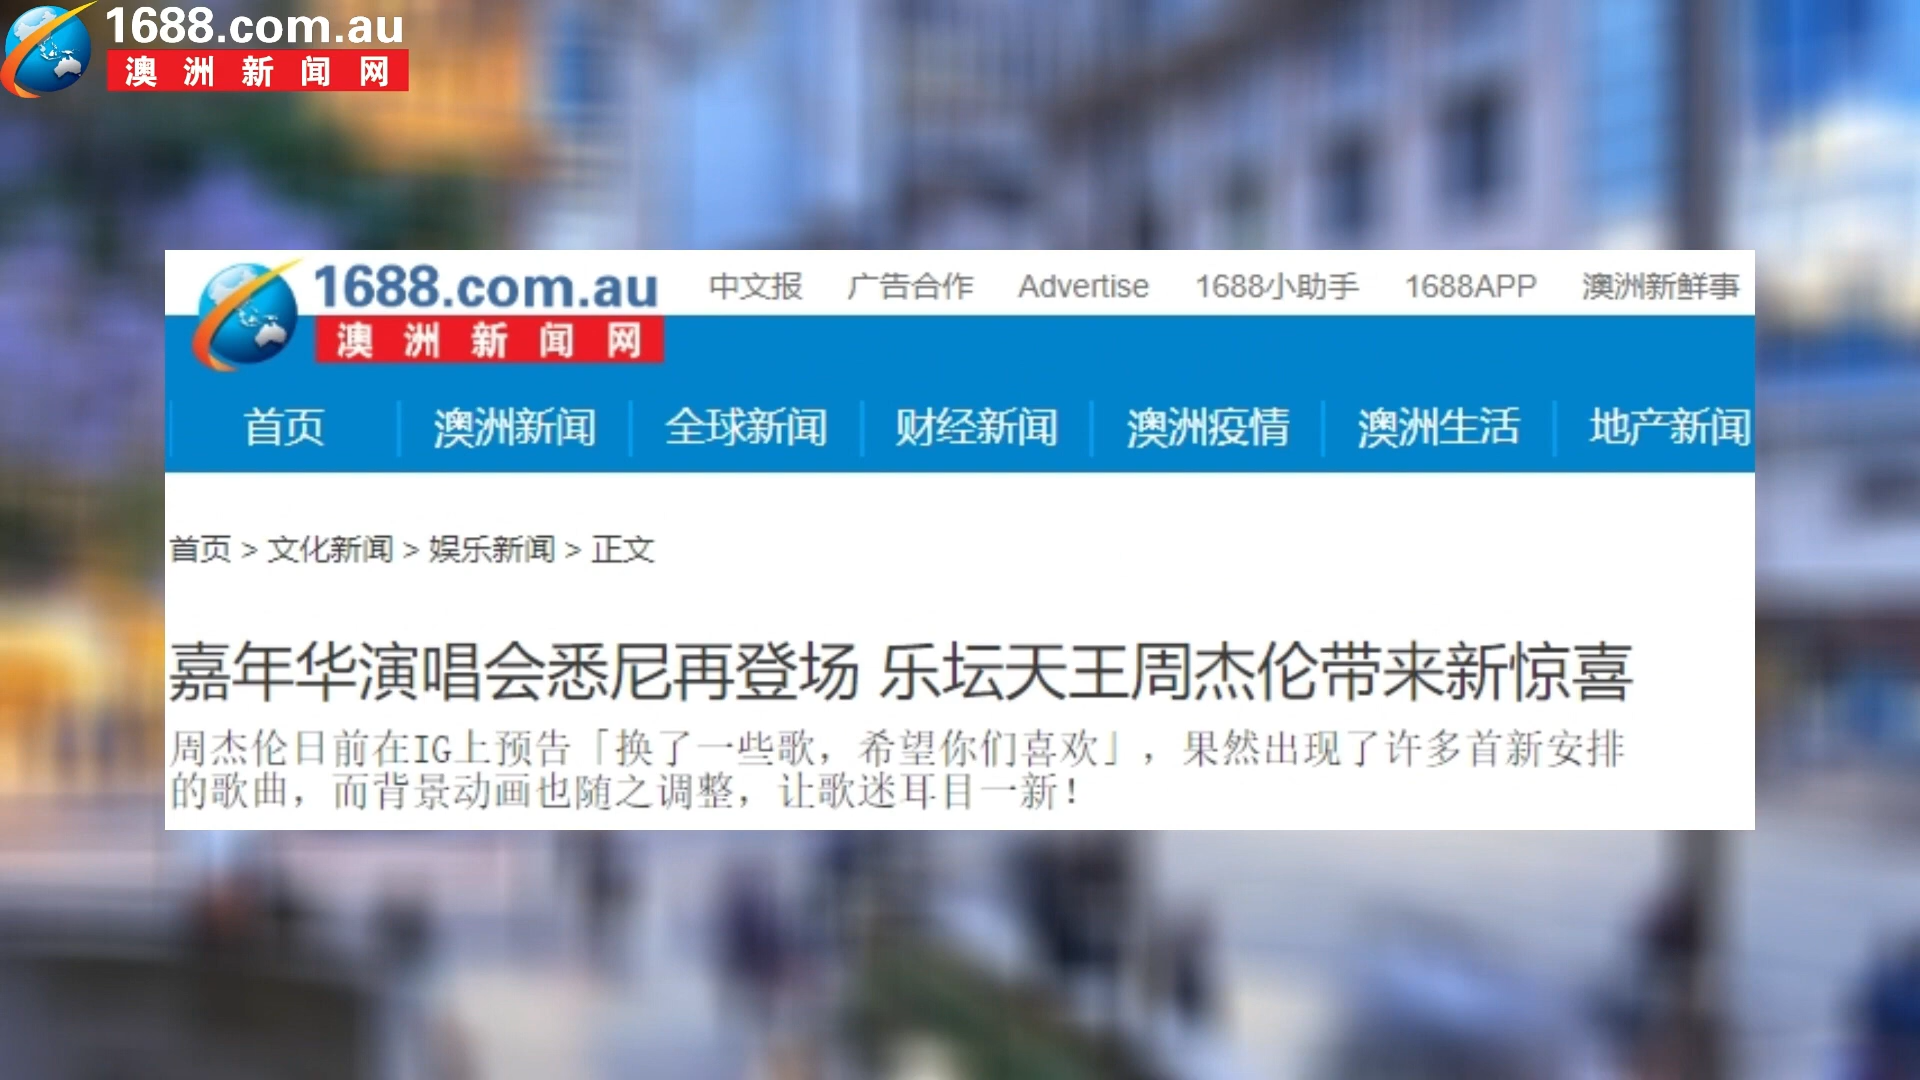 1688.com.au
澳洲新闻网
1688.com.au
澳洲新闻网
中文报 广告合作 Advertise 1688小助手 1688APP 澳洲新鲜事
首页 澳洲新闻 全球新闻 财经新闻 澳洲疫情 澳洲生活 地产新闻
首页 > 文化新闻 > 娱乐新闻 > 正文
嘉年华演唱会悉尼再登场 乐坛天王周杰伦带来新惊喜
周杰伦日前在IG上预告「换了一些歌，希望你们喜欢」，果然出现了许多首新安排
的歌曲，而背景动画也随之调整，让歌迷耳目一新！